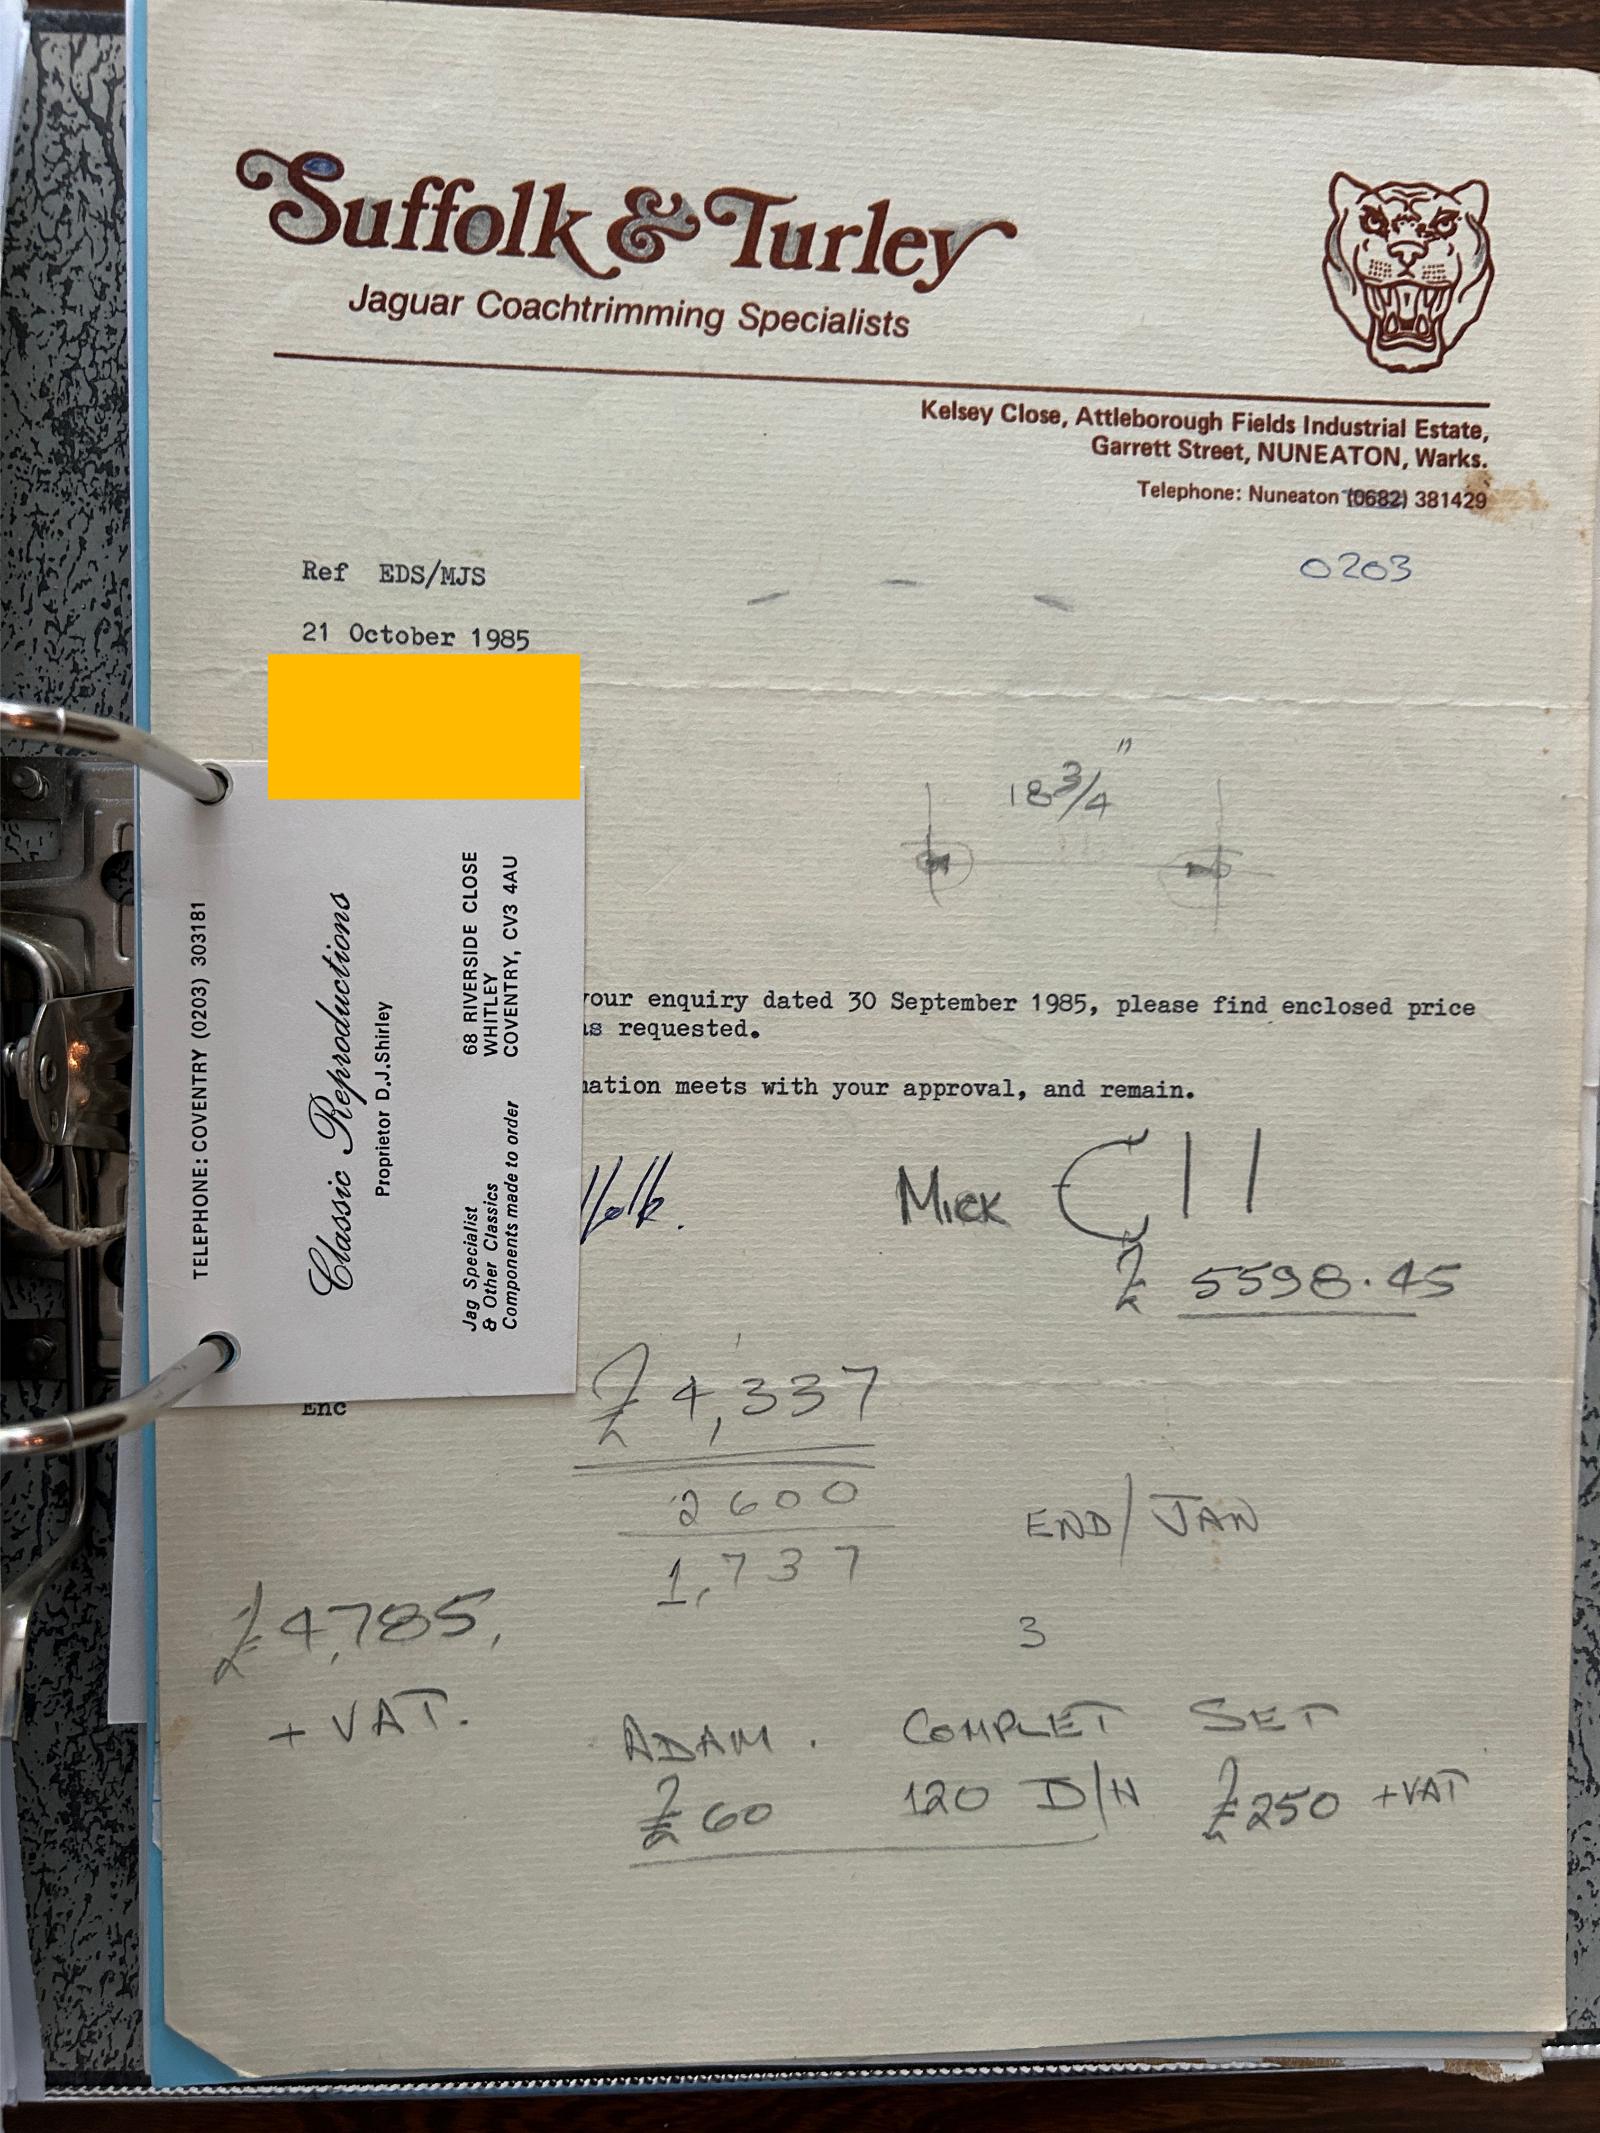 Suffolk & Turley
Jaguar Coachtrimming Specialists
Kelsey Close, Attleborough Fields Industrial Estate,
Garrett Street, NUNEATON, Warks.
Telephone: Nuneaton (0682) 381429
0203
Ref EDS/MJS
21 October 1985
18 3/4"
your enquiry dated 30 September 1985, please find enclosed price
as requested.
mation meets with your approval, and remain.
TELEPHONE: COVENTRY (0203) 303181
Classic Reproductions
Proprietor D.J.Shirley
68 RIVERSIDE CLOSE
WHITLEY
COVENTRY, CV3 4AU
Jag Specialist
& Other Classics
Components made to order
Mick
£ 5598.45
Enc
£4,337
2600
1,737
END/JAN
£4,785,
+ VAT.
3
ADAM. COMPLET SET
£60 120 D/H £250 +VAT